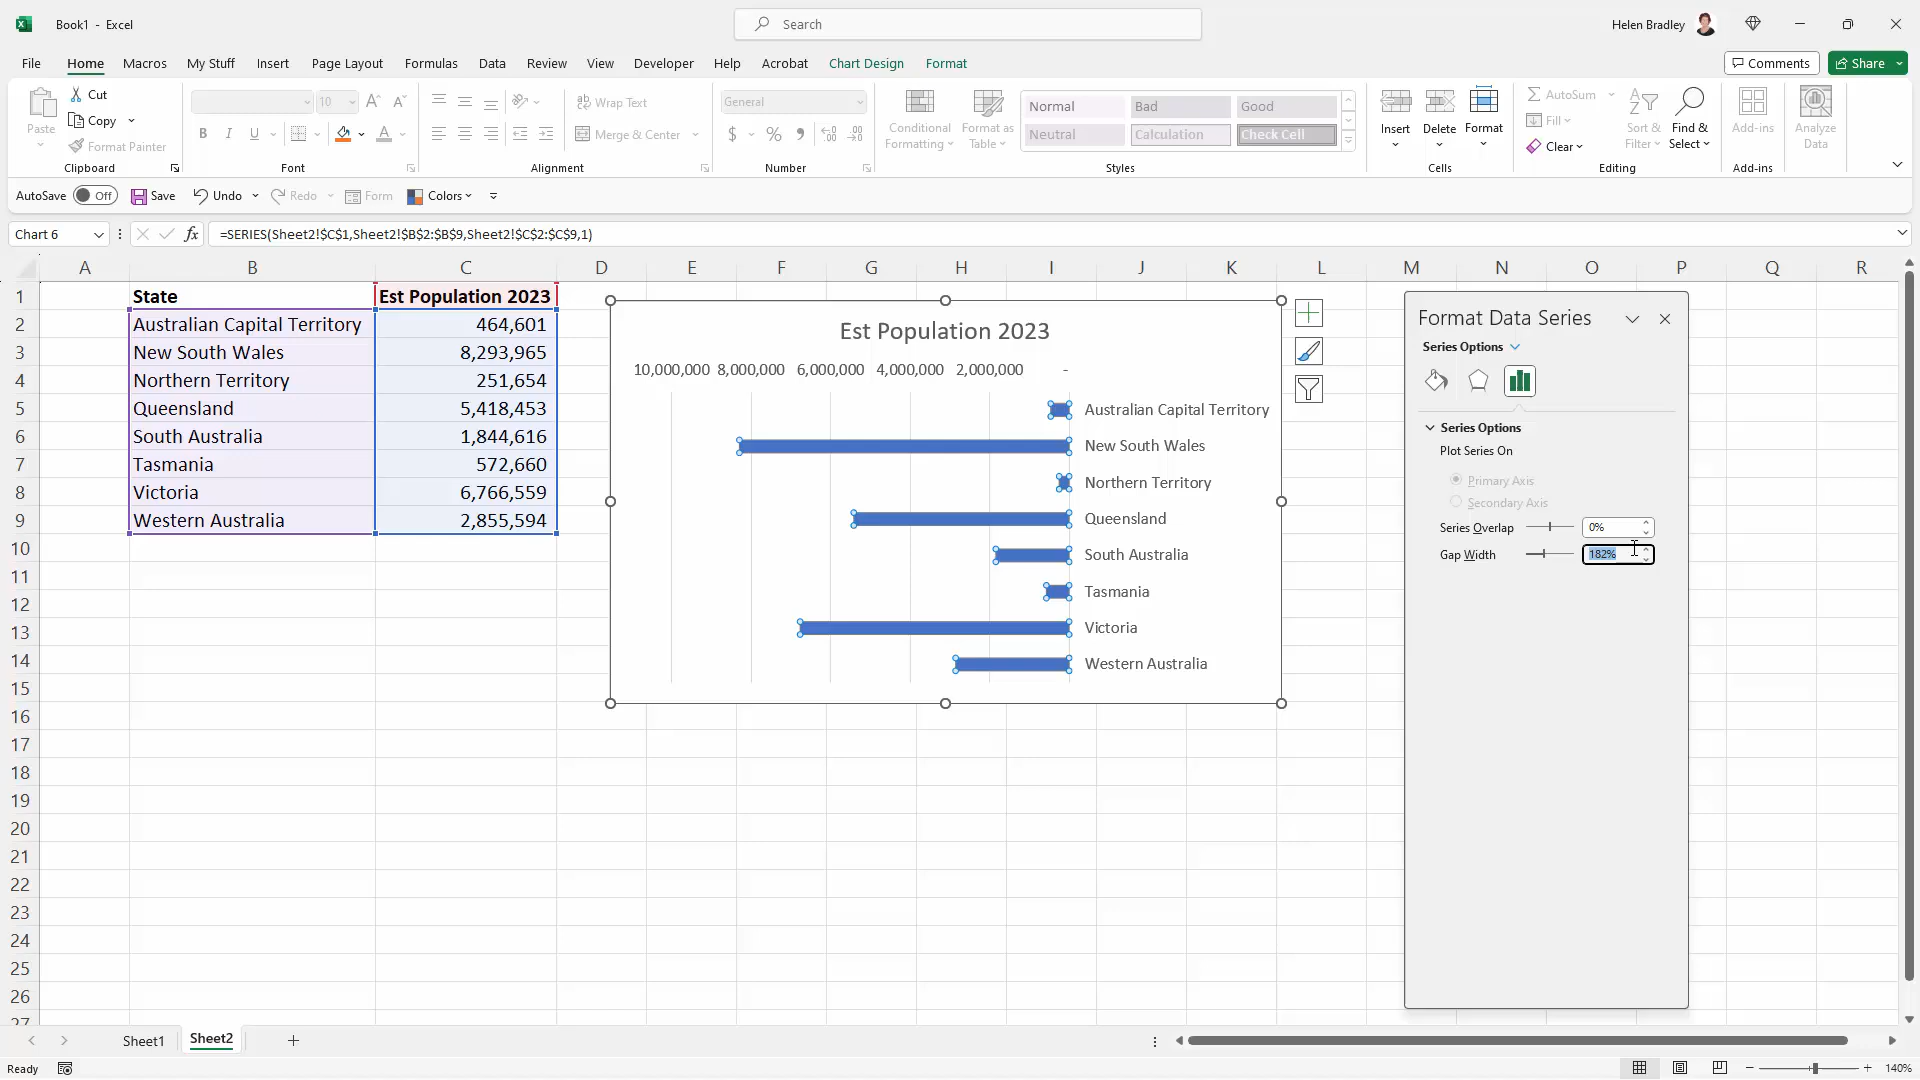 Book1 - Excel
Search
Helen Bradley
File Home Macros My Stuff Insert Page Layout Formulas Data Review View Developer Help Acrobat Chart Design Format
Comments Share
Paste
Cut
Copy
Format Painter
Clipboard
10
B I U
Font
Wrap Text
Merge & Center
Alignment
General
$ % 9
Number
Conditional Formatting
Format as Table
Normal Bad Good
Neutral Calculation Check Cell
Styles
Insert Delete Format
Cells
AutoSum
Fill
Clear
Sort & Filter
Find & Select
Editing
Add-ins
Add-ins
Analyze Data
AutoSave Off Save Undo Redo Form Colors
Chart 6
fx
=SERIES(Sheet2!$C$1,Sheet2!$B$2:$B$9,Sheet2!$C$2:$C$9,1)
A B C D E F G H I J K L M N O P Q R
1 State Est Population 2023
2 Australian Capital Territory 464,601
3 New South Wales 8,293,965
4 Northern Territory 251,654
5 Queensland 5,418,453
6 South Australia 1,844,616
7 Tasmania 572,660
8 Victoria 6,766,559
9 Western Australia 2,855,594
10
11
12
13
14
15
16
17
18
19
20
21
22
23
24
25
26
27
Est Population 2023
10,000,000 8,000,000 6,000,000 4,000,000 2,000,000 -
Australian Capital Territory
New South Wales
Northern Territory
Queensland
South Australia
Tasmania
Victoria
Western Australia
Format Data Series
Series Options
Series Options
Plot Series On
Primary Axis
Secondary Axis
Series Overlap 0%
Gap Width 182%
Sheet1 Sheet2
Ready
140%